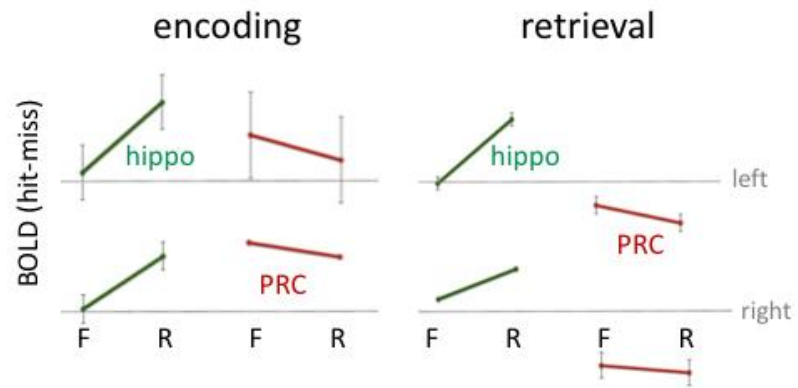 encoding
retrieval
BOLD (hit-miss)
hippo
hippo
left
PRC
PRC
right
F R F R F R F R